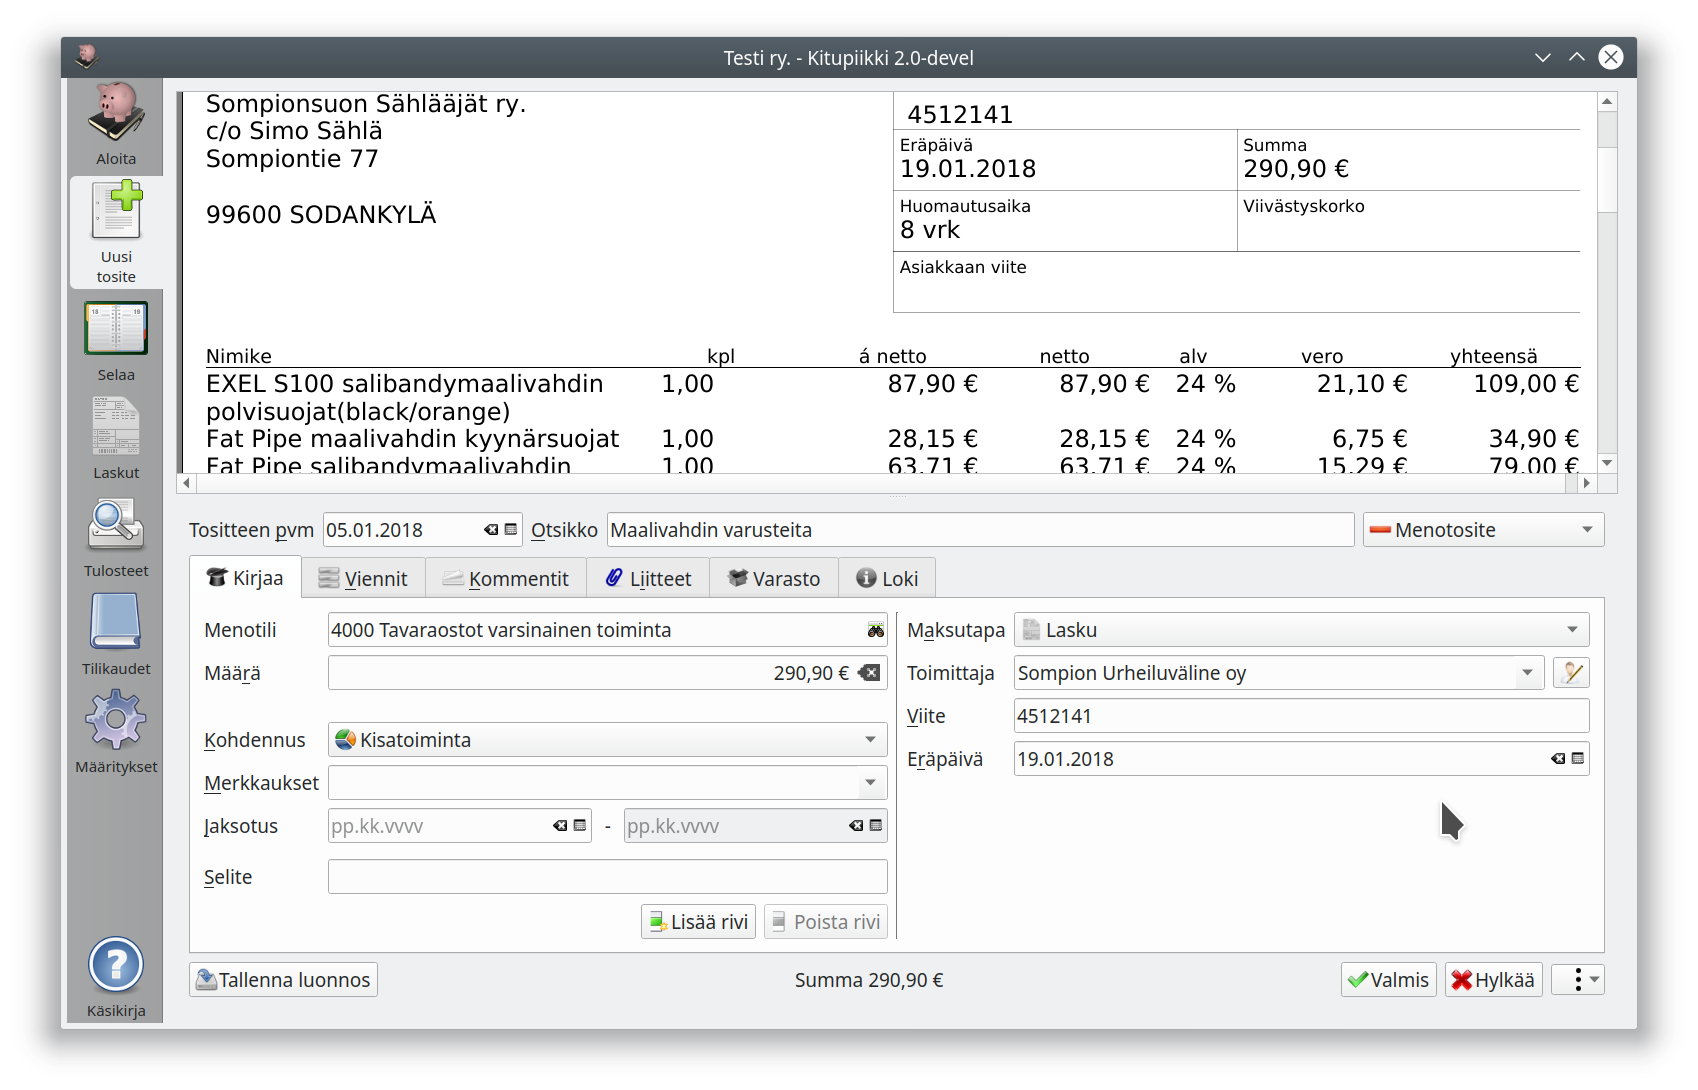 Testi ry. - Kitupiikki 2.0-devel
Aloita
Uusi
tosite
18 19
Selaa
Laskut
Tulosteet
Tilikaudet
Määritykset
?
Käsikirja
Sompionsuon Sähslääjät ry.
c/o Simo Sählä
Sompiontie 77
99600 SODANKYLÄ
4512141
Eräpäivä Summa
19.01.2018 290,90 €
Huomautusaika Viivästyskorko
8 vrk
Asiakkaan viite
Nimike kpl á netto netto alv vero yhteensä
EXEL S100 salibandymaalivahdin 1,00 87,90 € 87,90 € 24 % 21,10 € 109,00 €
polvisuojat(black/orange)
Fat Pipe maalivahdin kyynärsuojat 1,00 28,15 € 28,15 € 24 % 6,75 € 34,90 €
Fat Pipe salibandymaalivahdin 1,00 63,71 € 63,71 € 24 % 15,29 € 79,00 €
Tositteen pvm 05.01.2018 Otsikko Maalivahdin varusteita Menotosite
Kirjaa Viennit Kommentit Liitteet Varasto Loki
Menotili 4000 Tavaraostot varsinainen toiminta
Määrä 290,90 €
Kohdennus Kisatoiminta
Merkkaukset
Jaksotus pp.kk.vvvv - pp.kk.vvvv
Selite
Lisää rivi Poista rivi
Maksutapa Lasku
Toimittaja Sompion Urheiluväline oy
Viite 4512141
Eräpäivä 19.01.2018
Tallenna luonnos Summa 290,90 € Valmis Hylkää